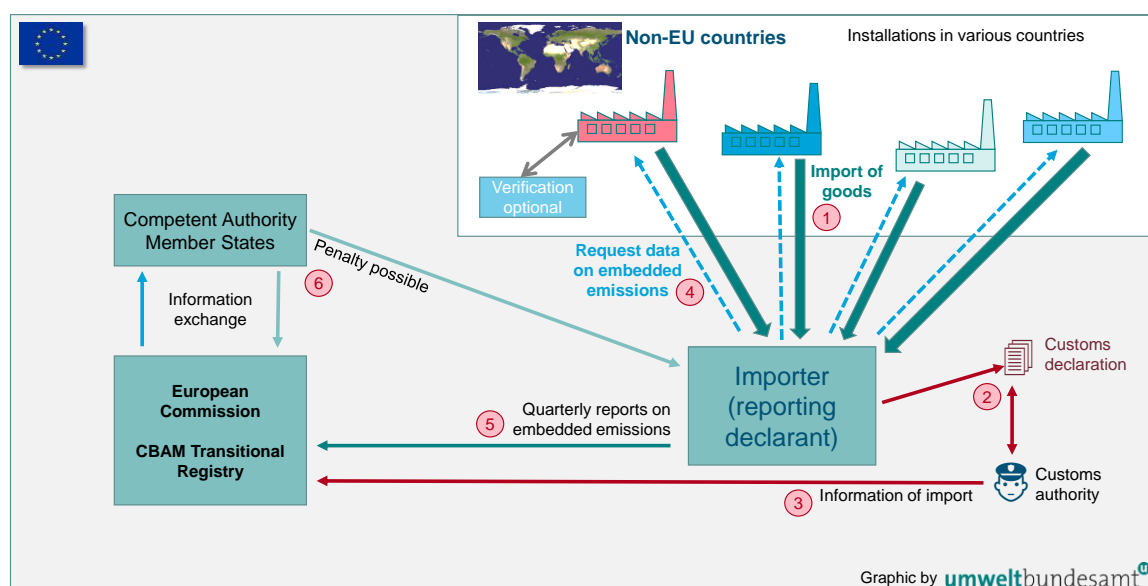 Non-EU countries
Installations in various countries
Verification
optional
Import of
goods
1
Competent Authority
Member States
Penalty possible
6
Request data
on embedded
emissions
4
Information
exchange
Importer
(reporting
declarant)
Customs
declaration
2
European
Commission
CBAM Transitional
Registry
5
Quarterly reports on
embedded emissions
3
Information of import
Customs
authority
Graphic by umweltbundesamt